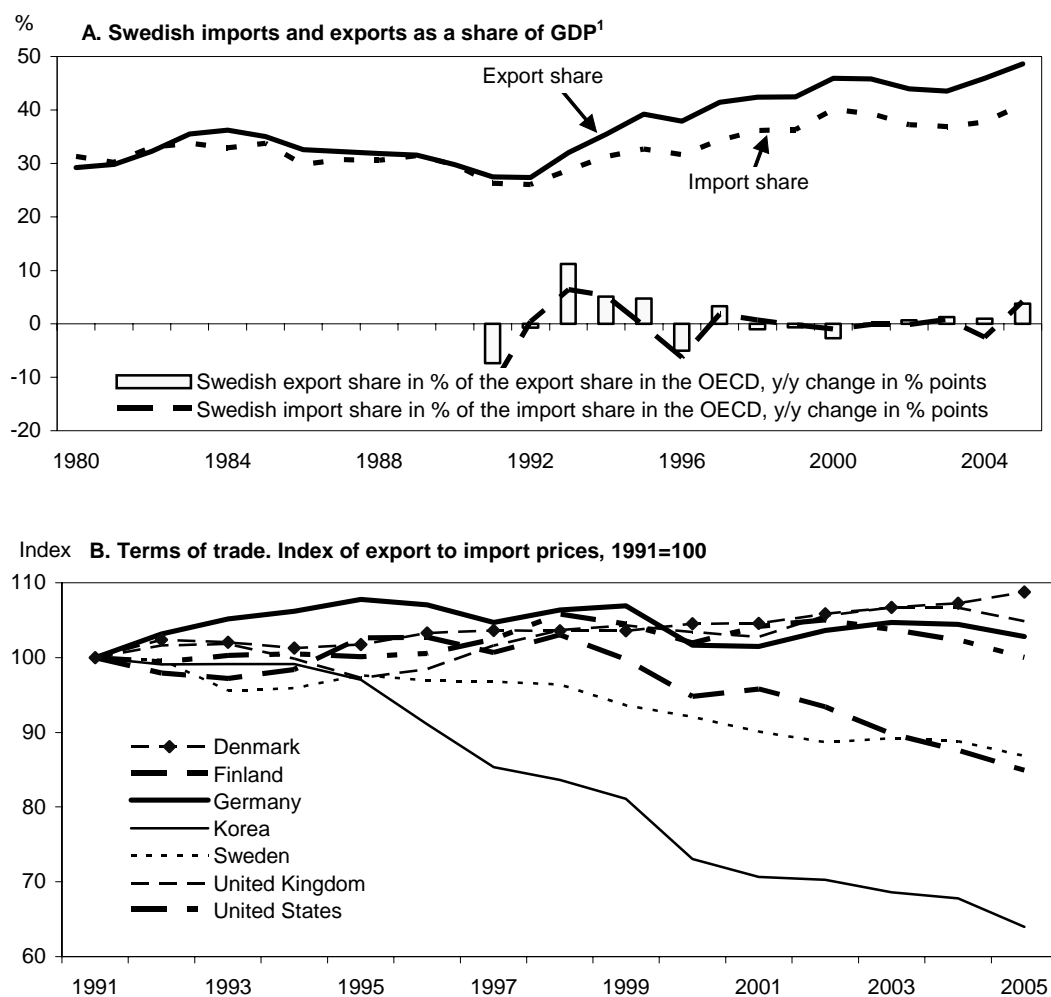 %
A. Swedish imports and exports as a share of GDP¹
50
Export share
40
30
Import share
20
10
0
-10
Swedish export share in % of the export share in the OECD, y/y change in % points
Swedish import share in % of the import share in the OECD, y/y change in % points
-20
1980 1984 1988 1992 1996 2000 2004
Index B. Terms of trade. Index of export to import prices, 1991=100
110
100
90
Denmark
Finland
80
Germany
Korea
Sweden
70
United Kingdom
United States
60
1991 1993 1995 1997 1999 2001 2003 2005